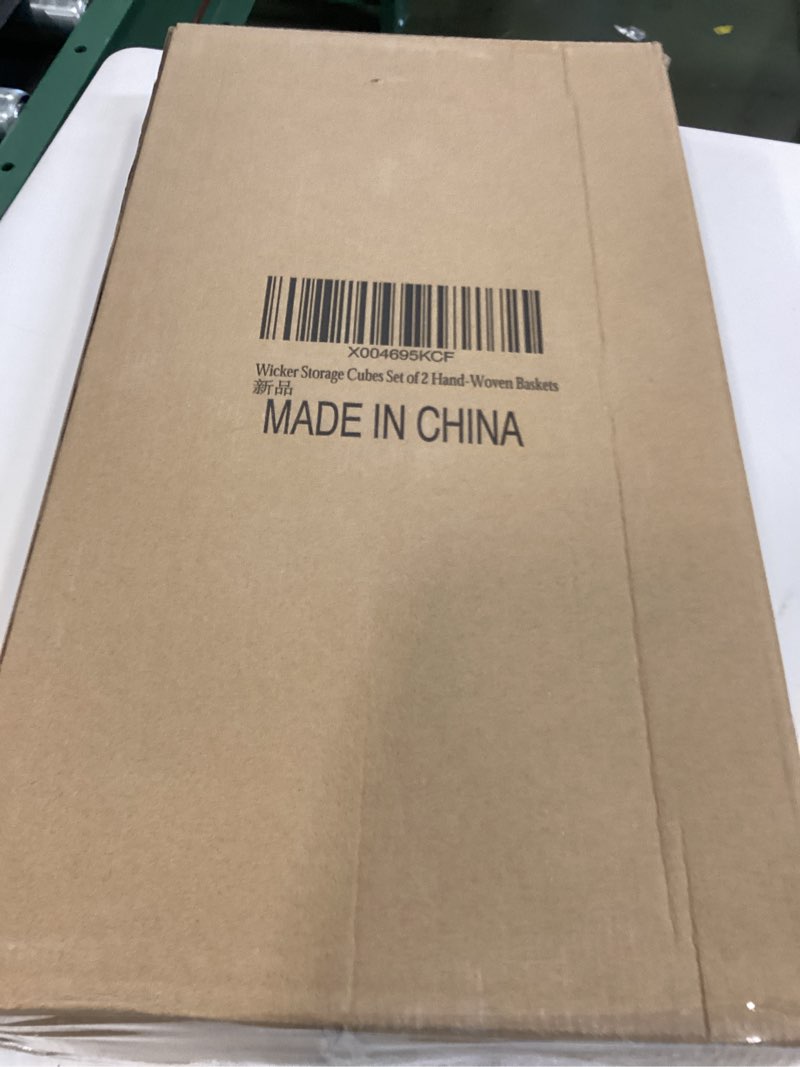 X004695KCF
Wicker Storage Cubes Set of 2 Hand-Woven Baskets
新品
MADE IN CHINA